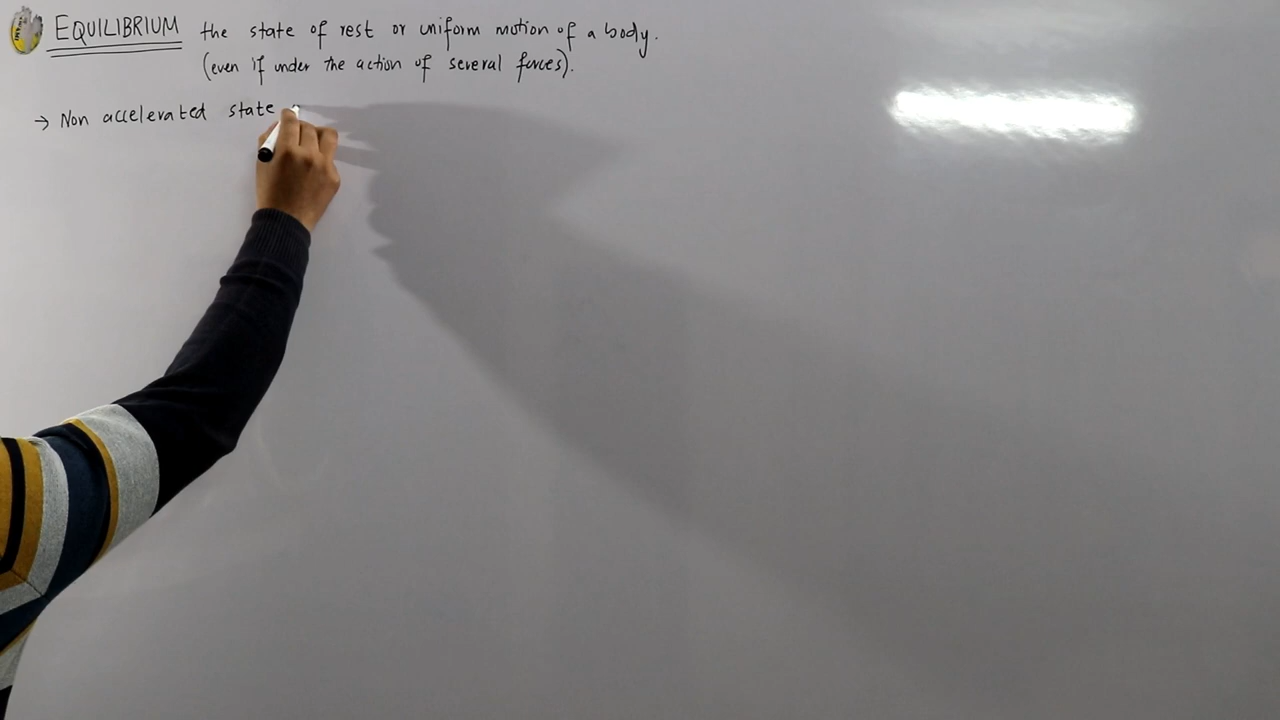 EQUILIBRIUM the state of rest or uniform motion of a body.
(even if under the action of several forces).
→ Non accelerated state